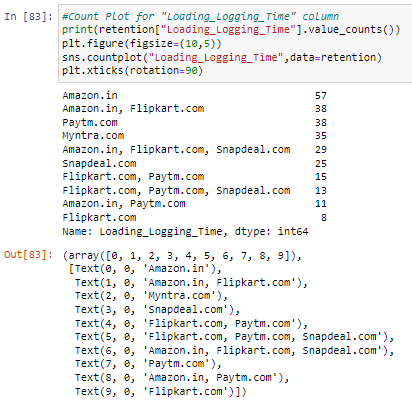 In [83]: #Count Plot for "Loading_Logging_Time" column
print(retention["Loading_Logging_Time"].value_counts())
plt.figure(figsize=(10,5))
sns.countplot("Loading_Logging_Time",data=retention)
plt.xticks(rotation=90)
Amazon.in 57
Amazon.in, Flipkart.com 38
Paytm.com 38
Myntra.com 35
Amazon.in, Flipkart.com, Snapdeal.com 29
Snapdeal.com 25
Flipkart.com, Paytm.com 15
Flipkart.com, Paytm.com, Snapdeal.com 13
Amazon.in, Paytm.com 11
Flipkart.com 8
Name: Loading_Logging_Time, dtype: int64
Out[83]: (array([0, 1, 2, 3, 4, 5, 6, 7, 8, 9]),
[Text(0, 0, 'Amazon.in'),
Text(1, 0, 'Amazon.in, Flipkart.com'),
Text(2, 0, 'Myntra.com'),
Text(3, 0, 'Snapdeal.com'),
Text(4, 0, 'Flipkart.com, Paytm.com'),
Text(5, 0, 'Flipkart.com, Paytm.com, Snapdeal.com'),
Text(6, 0, 'Amazon.in, Flipkart.com, Snapdeal.com'),
Text(7, 0, 'Paytm.com'),
Text(8, 0, 'Amazon.in, Paytm.com'),
Text(9, 0, 'Flipkart.com')])